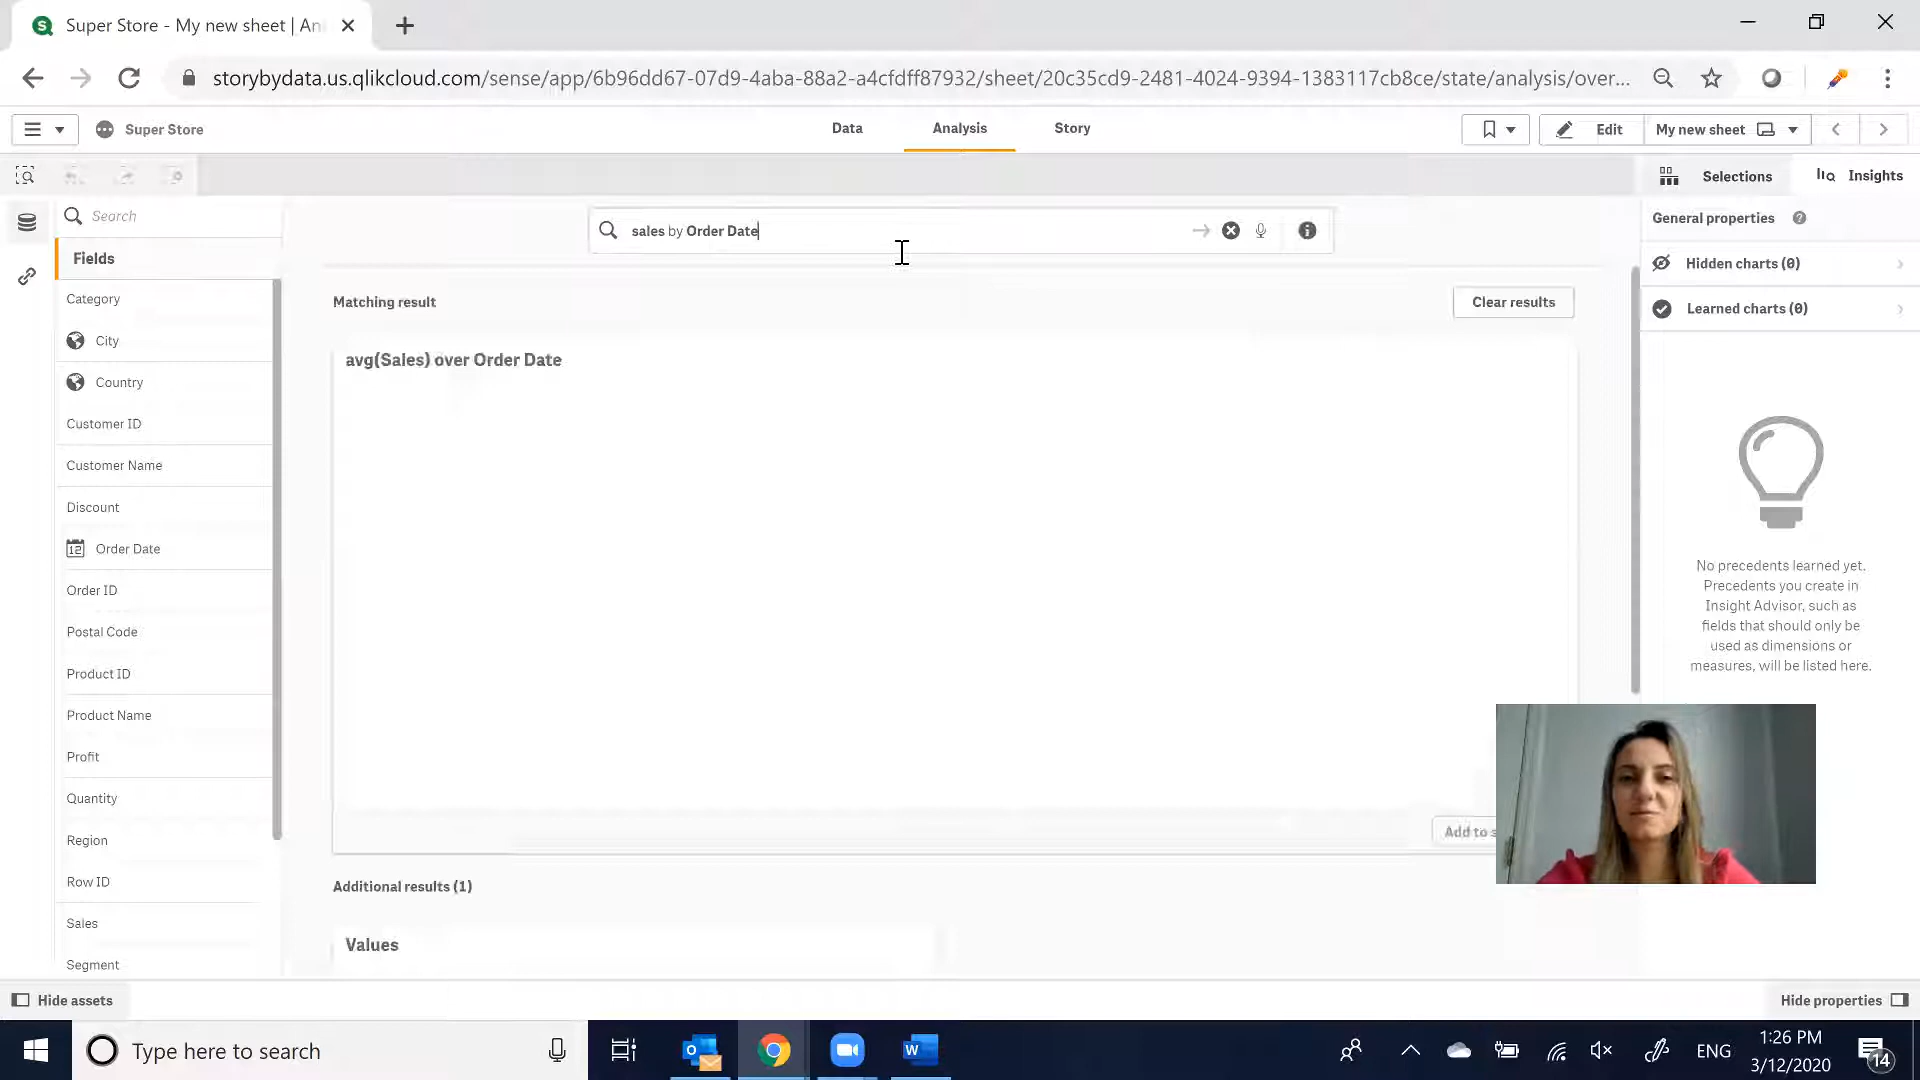 Super Store - My new sheet | An
storybydata.us.qlikcloud.com/sense/app/6b96dd67-07d9-4aba-88a2-a4cfdff87932/sheet/20c35cd9-2481-4024-9394-1383117cb8ce/state/analysis/over...
Super Store
Data
Analysis
Story
Edit
My new sheet
Selections
Insights
Search
Fields
Category
City
Country
Customer ID
Customer Name
Discount
12
Order Date
Order ID
Postal Code
Product ID
Product Name
Profit
Quantity
Region
Row ID
Sales
Segment
sales by Order Date
Matching result
Clear results
avg(Sales) over Order Date
Add to s
Additional results (1)
Values
General properties
Hidden charts (0)
Learned charts (0)
No precedents learned yet.
Precedents you create in
Insight Advisor, such as
fields that should only be
used as dimensions or
measures, will be listed here.
Hide assets
Hide properties
Type here to search
ENG
1:26 PM
3/12/2020
14